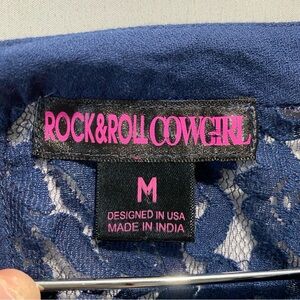 ROCK&ROLL COWGIRL
M
DESIGNED IN USA
MADE IN INDIA